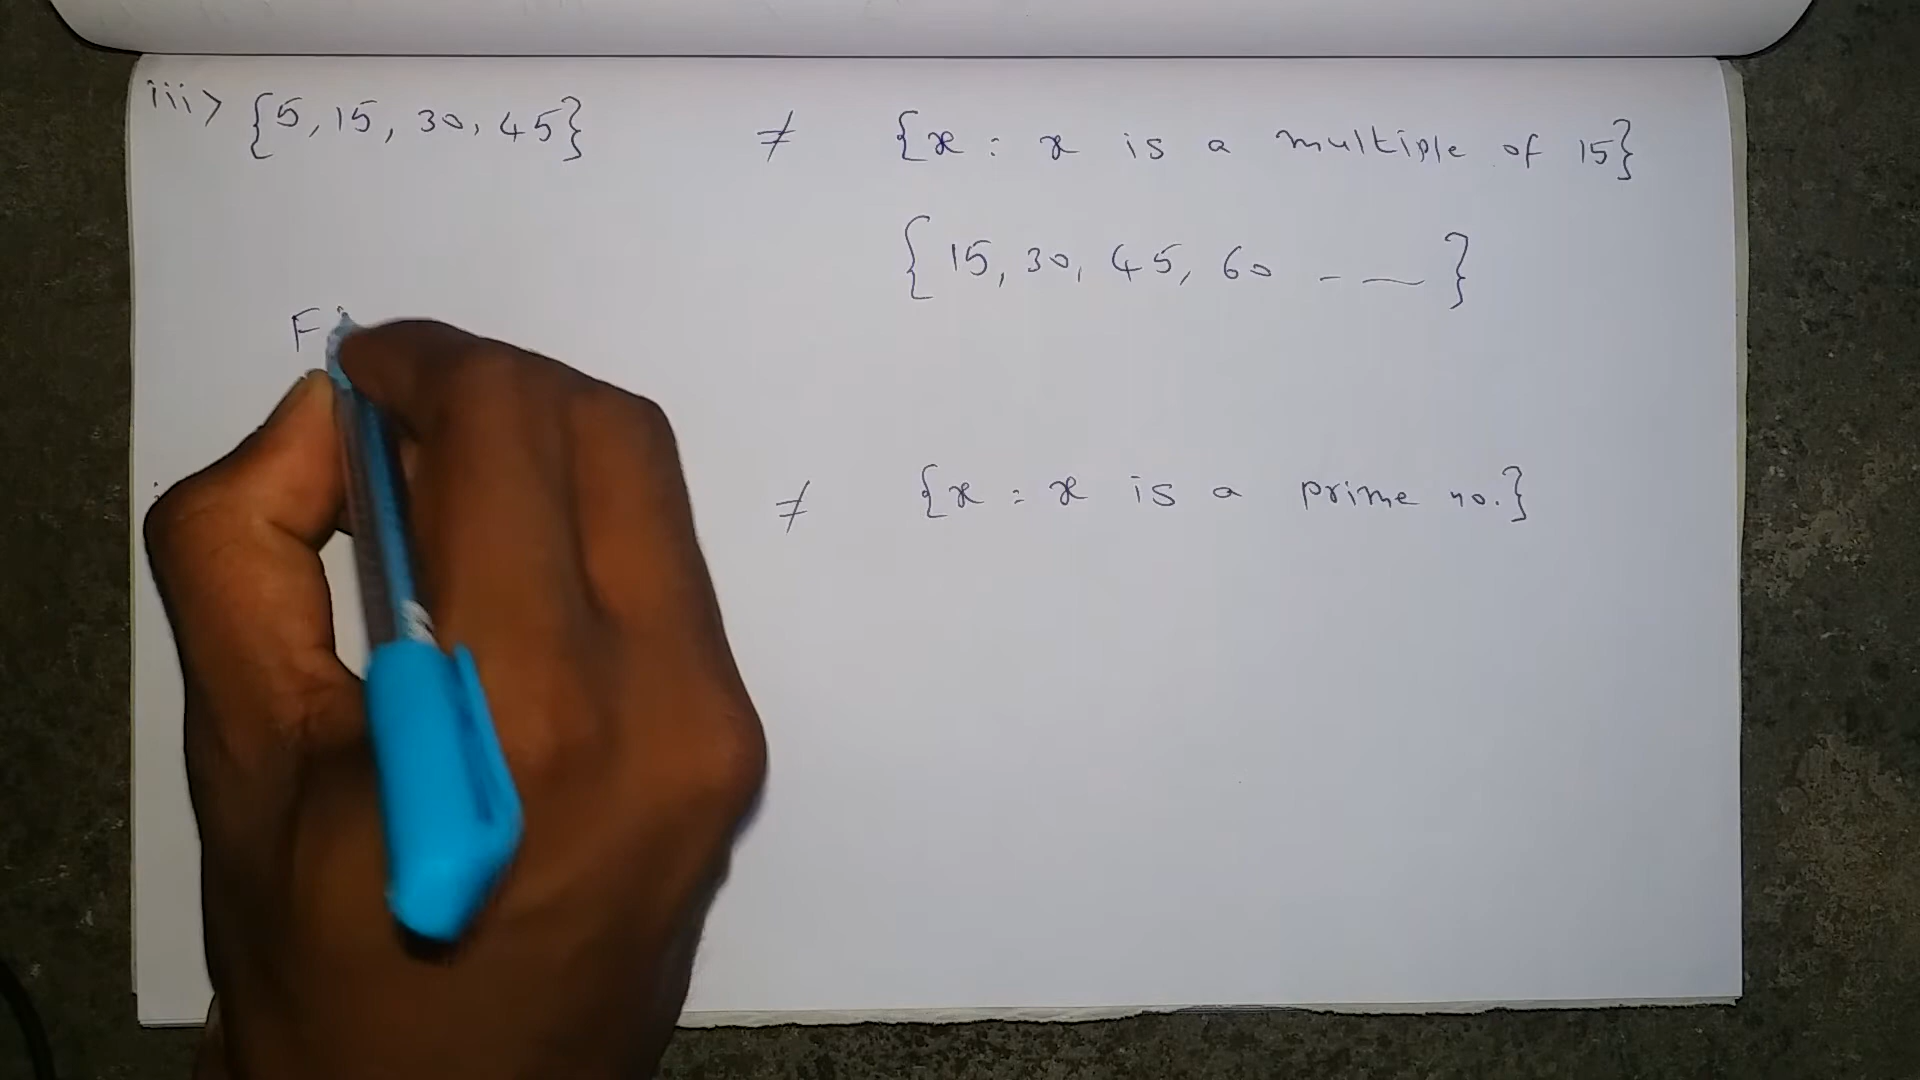 iii> {5, 15, 30, 45} ≠ {x : x is a multiple of 15}
{ 15, 30, 45, 60 - — }
F
≠ {x : x is a prime no.}